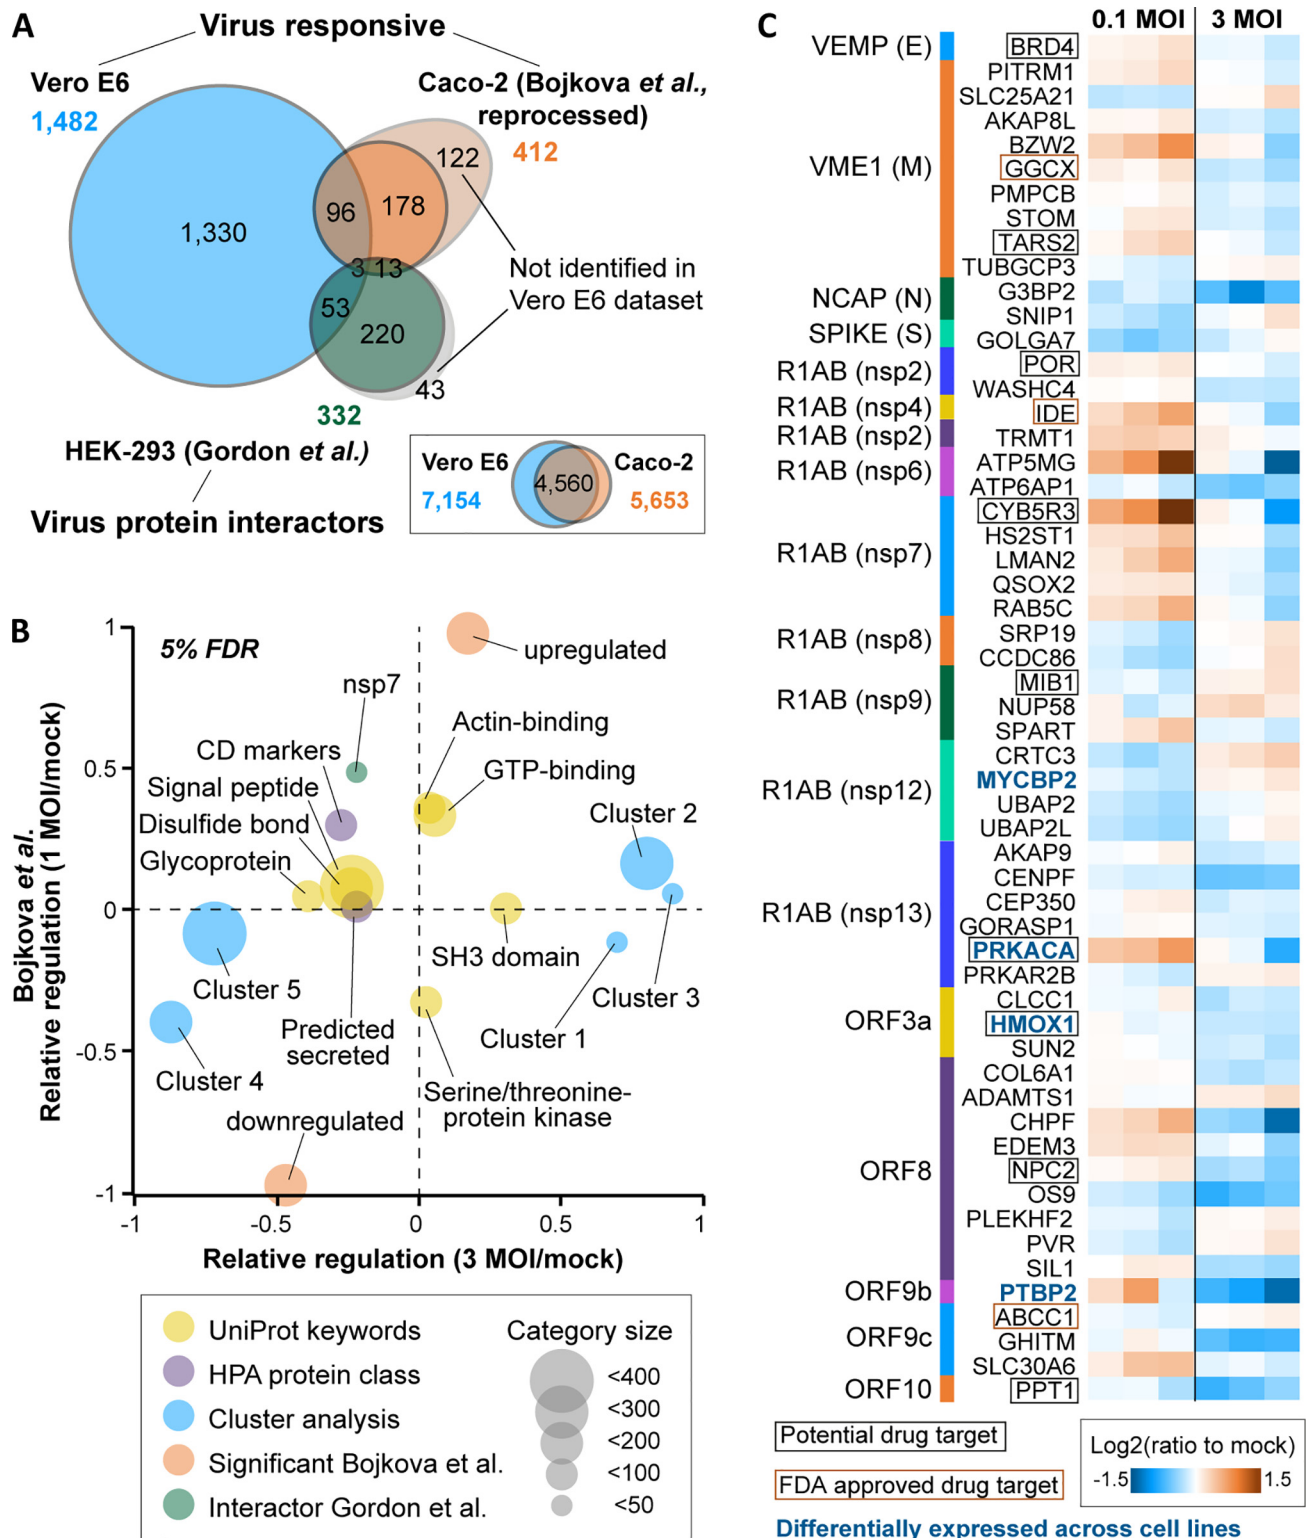 A
Virus responsive
Vero E6
1,482
Caco-2 (Bojkova et al.,
reprocessed)
412
122
96
178
1,330
3
13
53
220
43
Not identified in
Vero E6 dataset
332
HEK-293 (Gordon et al.)
Virus protein interactors
Vero E6
7,154
4,560
Caco-2
5,653
B
5% FDR
Bojkova et al.
Relative regulation (1 MOI/mock)
1
0.5
0
-0.5
-1
upregulated
nsp7
Actin-binding
CD markers
GTP-binding
Signal peptide
Cluster 2
Disulfide bond
Glycoprotein
SH3 domain
Cluster 5
Cluster 3
Predicted
secreted
Cluster 1
Cluster 4
Serine/threonine-
protein kinase
downregulated
-1
-0.5
0
0.5
1
Relative regulation (3 MOI/mock)
UniProt keywords
HPA protein class
Cluster analysis
Significant Bojkova et al.
Interactor Gordon et al.
Category size
<400
<300
<200
<100
<50
C
0.1 MOI
3 MOI
VEMP (E)
VME1 (M)
NCAP (N)
SPIKE (S)
R1AB (nsp2)
R1AB (nsp4)
R1AB (nsp2)
R1AB (nsp6)
R1AB (nsp7)
R1AB (nsp8)
R1AB (nsp9)
R1AB (nsp12)
R1AB (nsp13)
ORF3a
ORF8
ORF9b
ORF9c
ORF10
BRD4
PITRM1
SLC25A21
AKAP8L
BZW2
GGCX
PMPCB
STOM
TARS2
TUBGCP3
G3BP2
SNIP1
GOLGA7
POR
WASHC4
IDE
TRMT1
ATP5MG
ATP6AP1
CYB5R3
HS2ST1
LMAN2
QSOX2
RAB5C
SRP19
CCDC86
MIB1
NUP58
SPART
CRTC3
MYCBP2
UBAP2
UBAP2L
AKAP9
CENPF
CEP350
GORASP1
PRKACA
PRKAR2B
CLCC1
HMOX1
SUN2
COL6A1
ADAMTS1
CHPF
EDEM3
NPC2
OS9
PLEKHF2
PVR
SIL1
PTBP2
ABCC1
GHITM
SLC30A6
PPT1
Potential drug target
FDA approved drug target
Differentially expressed across cell lines
Log2(ratio to mock)
-1.5
1.5